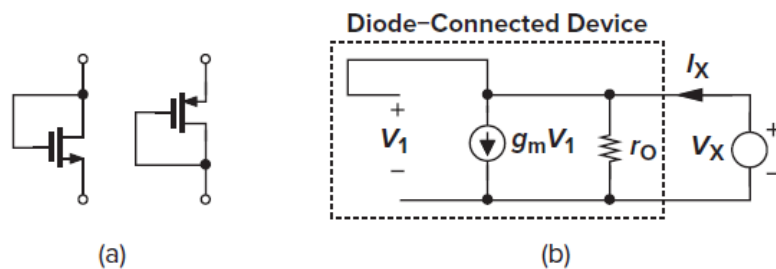 Diode–Connected Device
I_X
+
V_1
–
g_mV_1
r_O
V_X
+
–
(a)
(b)